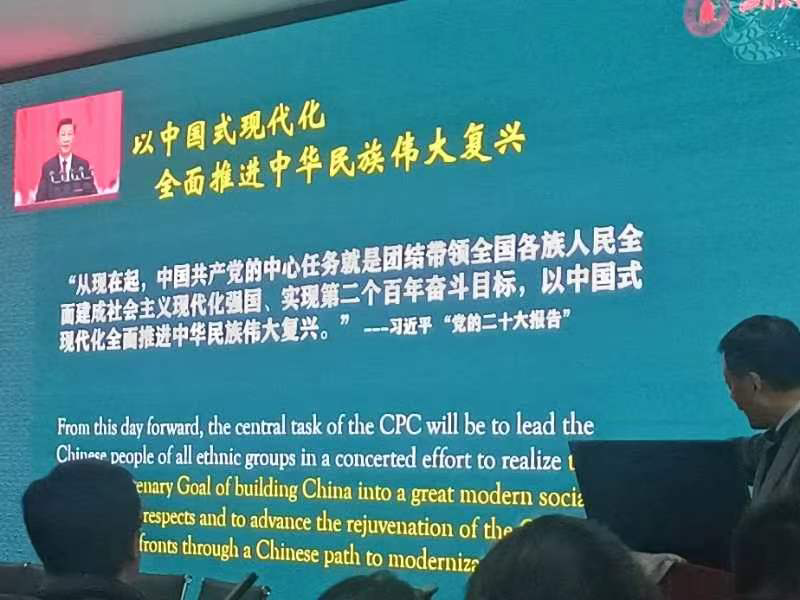 以中国式现代化
全面推进中华民族伟大复兴
“从现在起，中国共产党的中心任务就是团结带领全国各族人民全
面建成社会主义现代化强国、实现第二个百年奋斗目标，以中国式
现代化全面推进中华民族伟大复兴。” ---习近平“党的二十大报告”
From this day forward, the central task of the CPC will be to lead the
Chinese people of all ethnic groups in a concerted effort to realize
Goal of building China into a great modern
respects and to advance the rejuvenation of the
through a Chinese path to